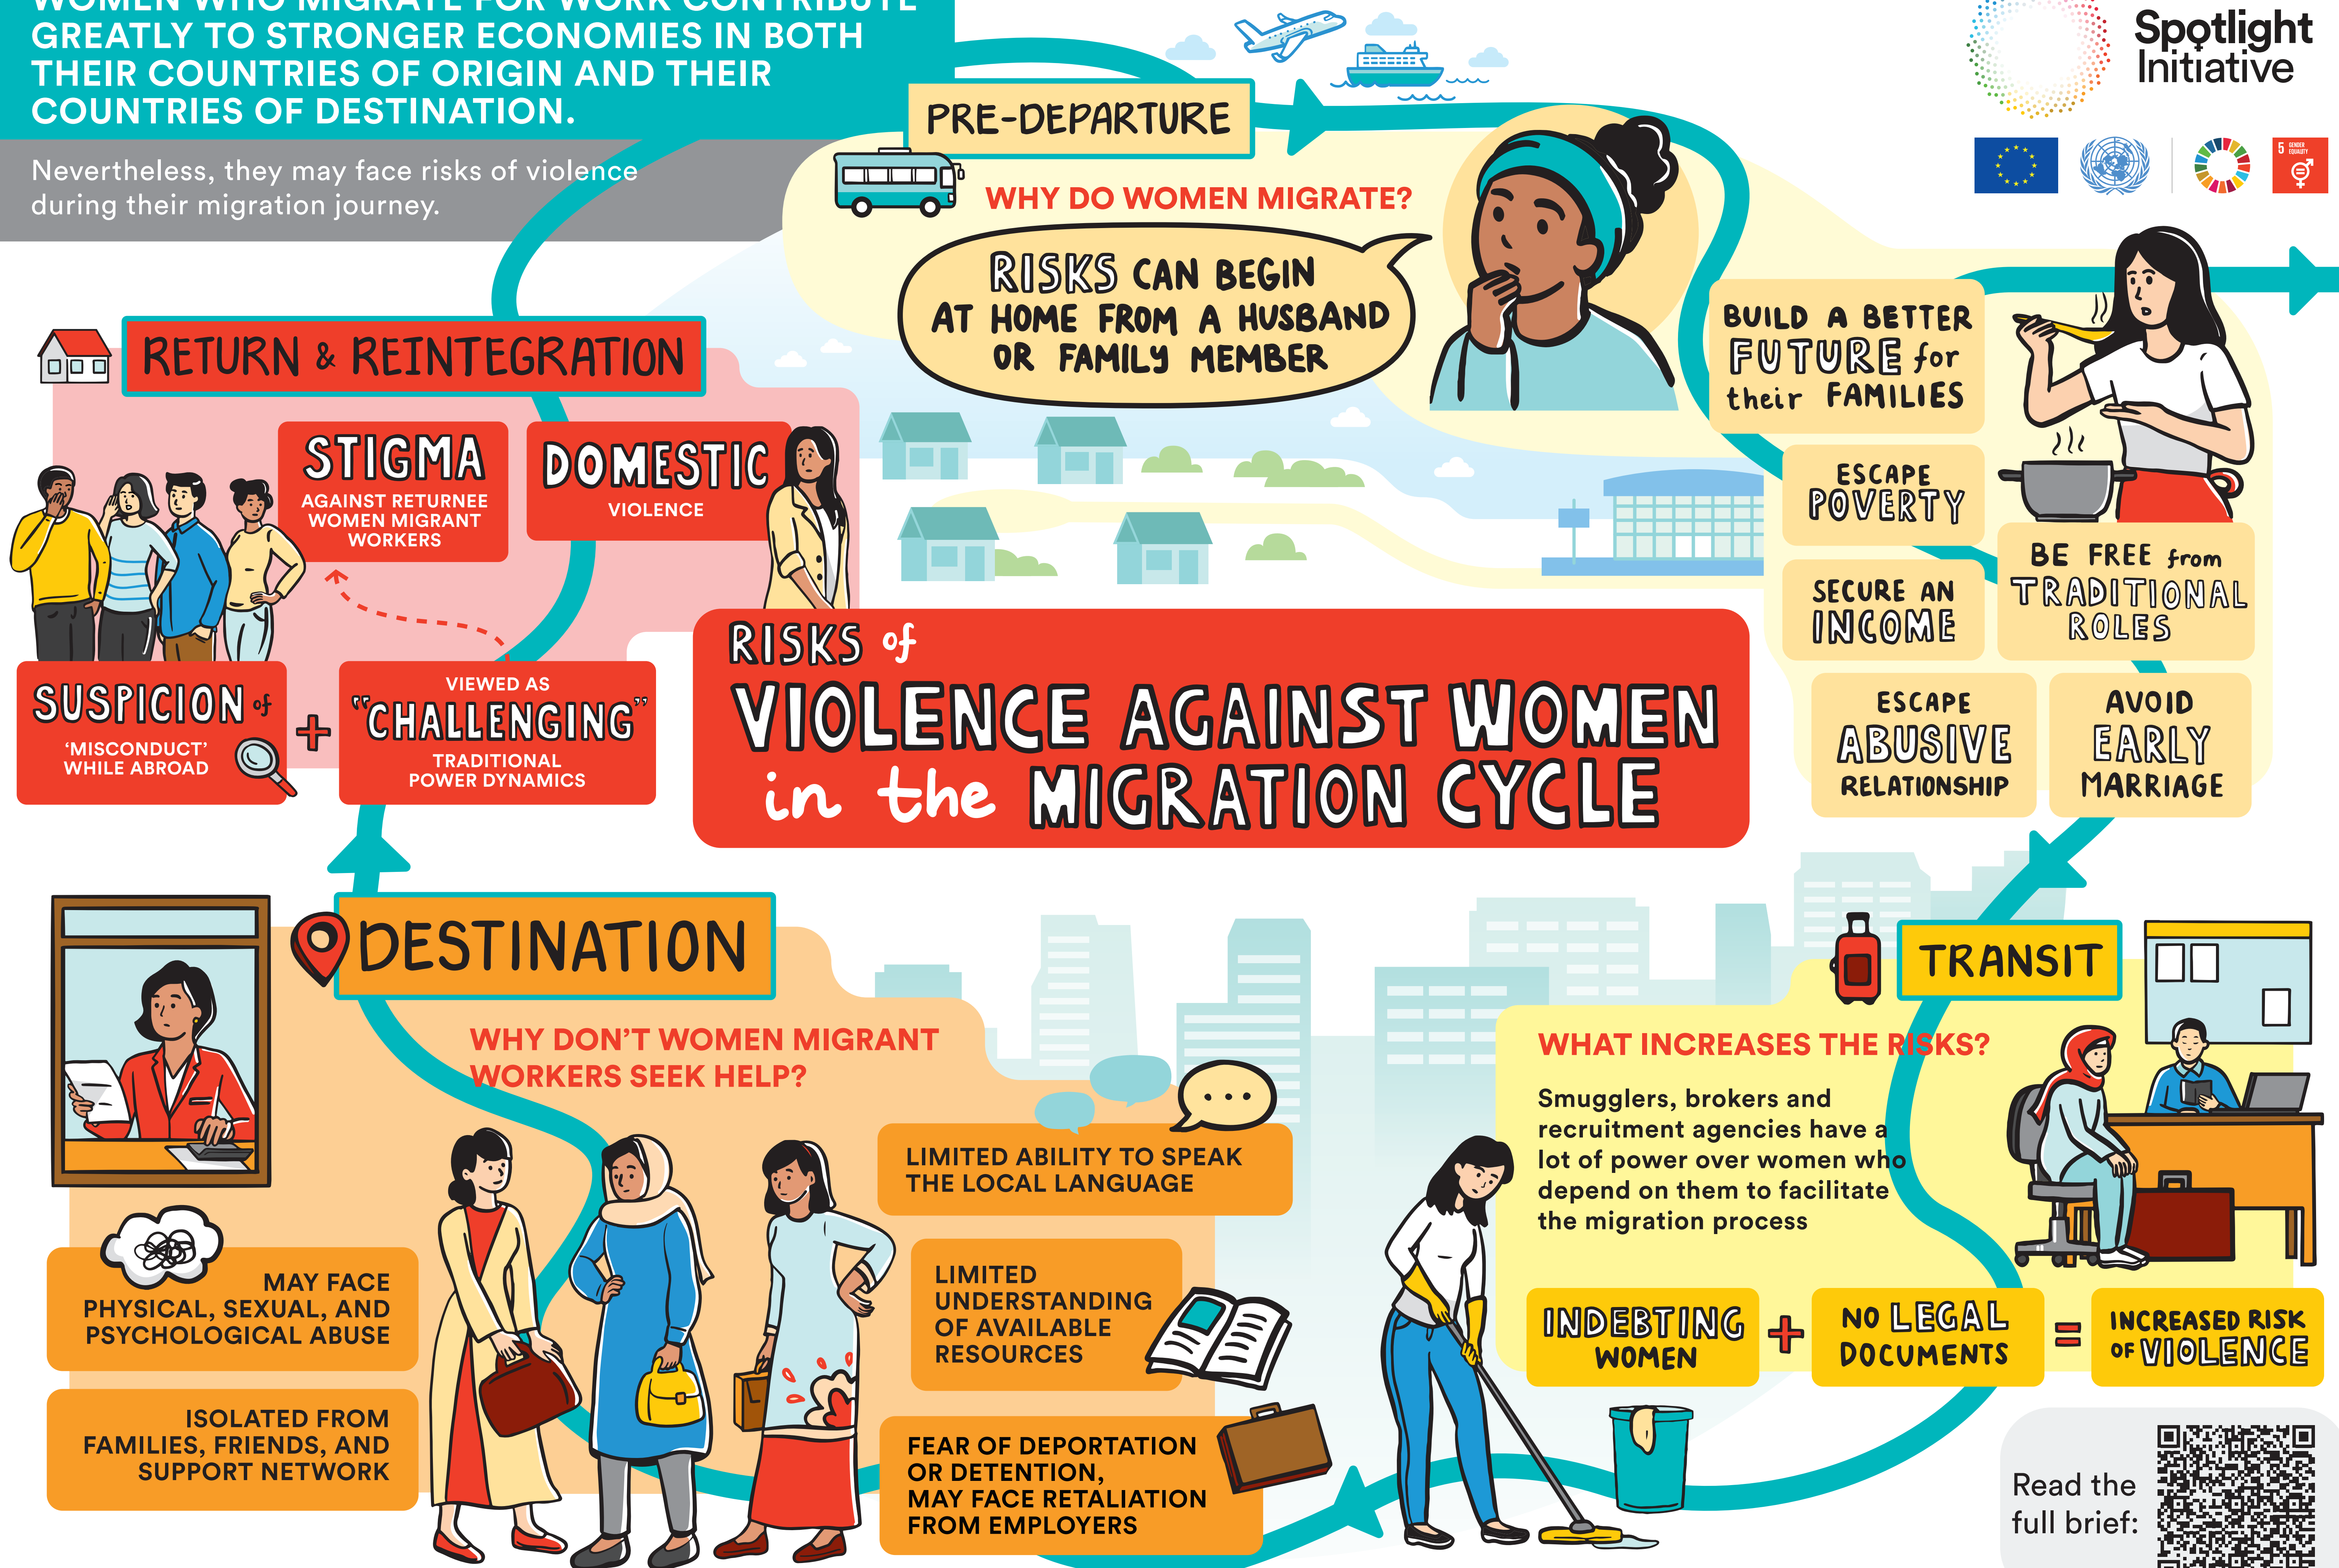 WOMEN WHO MIGRATE FOR WORK CONTRIBUTE
GREATLY TO STRONGER ECONOMIES IN BOTH
THEIR COUNTRIES OF ORIGIN AND THEIR
COUNTRIES OF DESTINATION.
Nevertheless, they may face risks of violence
during their migration journey.
Spotlight
Initiative
5 GENDER
EQUALITY
PRE-DEPARTURE
WHY DO WOMEN MIGRATE?
RISKS CAN BEGIN
AT HOME FROM A HUSBAND
OR FAMILY MEMBER
BUILD A BETTER
FUTURE for
their FAMILIES
ESCAPE
POVERTY
SECURE AN
INCOME
BE FREE from
TRADITIONAL
ROLES
ESCAPE
ABUSIVE
RELATIONSHIP
AVOID
EARLY
MARRIAGE
RETURN & REINTEGRATION
STIGMA
AGAINST RETURNEE
WOMEN MIGRANT
WORKERS
DOMESTIC
VIOLENCE
SUSPICION of
‘MISCONDUCT’
WHILE ABROAD
+
VIEWED AS
“CHALLENGING”
TRADITIONAL
POWER DYNAMICS
RISKS of
VIOLENCE AGAINST WOMEN
in the MIGRATION CYCLE
DESTINATION
WHY DON’T WOMEN MIGRANT
WORKERS SEEK HELP?
LIMITED ABILITY TO SPEAK
THE LOCAL LANGUAGE
LIMITED
UNDERSTANDING
OF AVAILABLE
RESOURCES
FEAR OF DEPORTATION
OR DETENTION,
MAY FACE RETALIATION
FROM EMPLOYERS
MAY FACE
PHYSICAL, SEXUAL, AND
PSYCHOLOGICAL ABUSE
ISOLATED FROM
FAMILIES, FRIENDS, AND
SUPPORT NETWORK
TRANSIT
WHAT INCREASES THE RISKS?
Smugglers, brokers and
recruitment agencies have a
lot of power over women who
depend on them to facilitate
the migration process
INDEBTING
WOMEN
+
NO LEGAL
DOCUMENTS
=
INCREASED RISK
OF VIOLENCE
Read the
full brief: